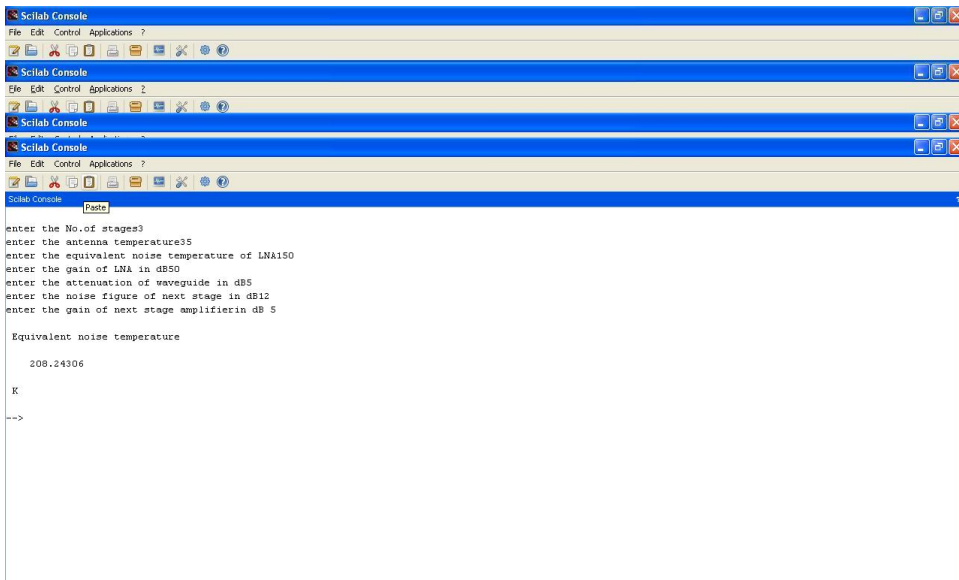 Scilab Console
File Edit Control Applications ?
Scilab Console
File Edit Control Applications ?
Scilab Console
Scilab Console
File Edit Control Applications ?
Scilab Console
Paste
enter the No.of stages3
enter the antenna temperature35
enter the equivalent noise temperature of LNA150
enter the gain of LNA in dB50
enter the attenuation of waveguide in dB5
enter the noise figure of next stage in dB12
enter the gain of next stage amplifierin dB 5
Equivalent noise temperature
208.24306
K
-->